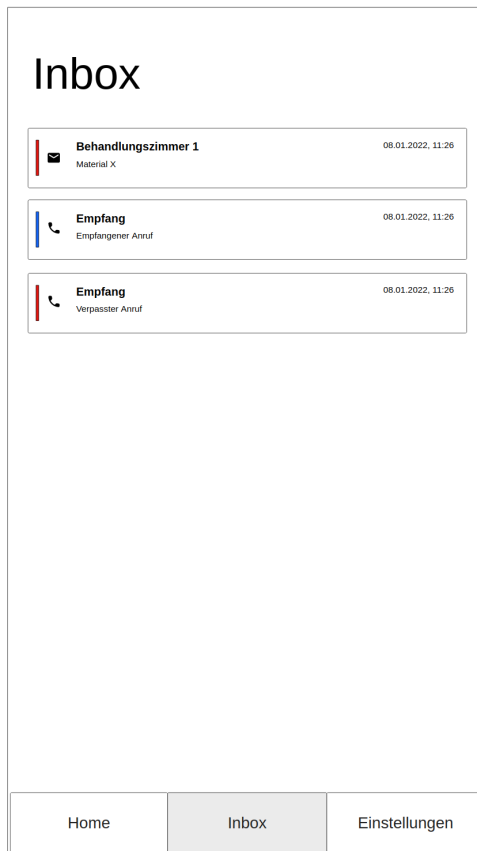 Inbox
Behandlungszimmer 1
08.01.2022, 11:26
Material X
Empfang
08.01.2022, 11:26
Empfangener Anruf
Empfang
08.01.2022, 11:26
Verpasster Anruf
Home
Inbox
Einstellungen